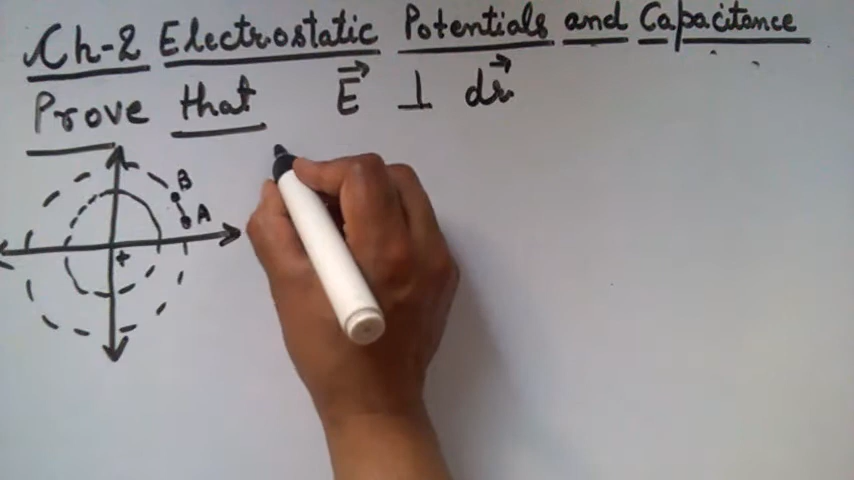 Ch-2 Electrostatic Potentials and Capacitance
Prove that E⃗ ⊥ dr⃗
B
A
+